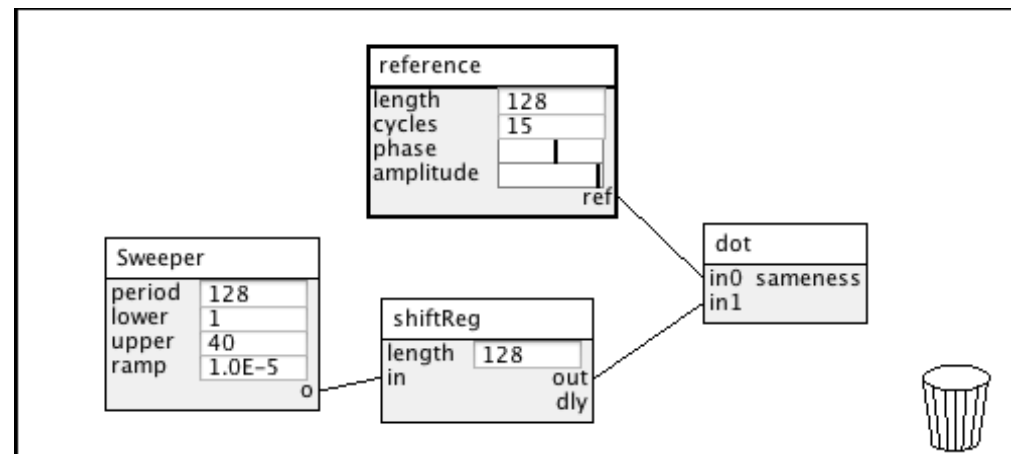 reference
length 128
cycles 15
phase
amplitude
ref
Sweeper
period 128
lower 1
upper 40
ramp 1.0E-5
o
shiftReg
length 128
in out
dly
dot
in0 sameness
in1